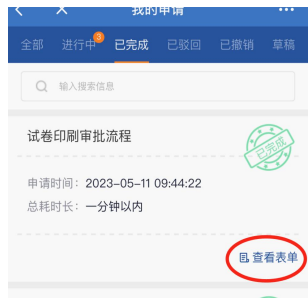 我的申请
全部 进行中 已完成 已驳回 已撤销 草稿
输入搜索信息
试卷印刷审批流程
已完成
申请时间：2023-05-11 09:44:22
总耗时长：一分钟以内
查看表单